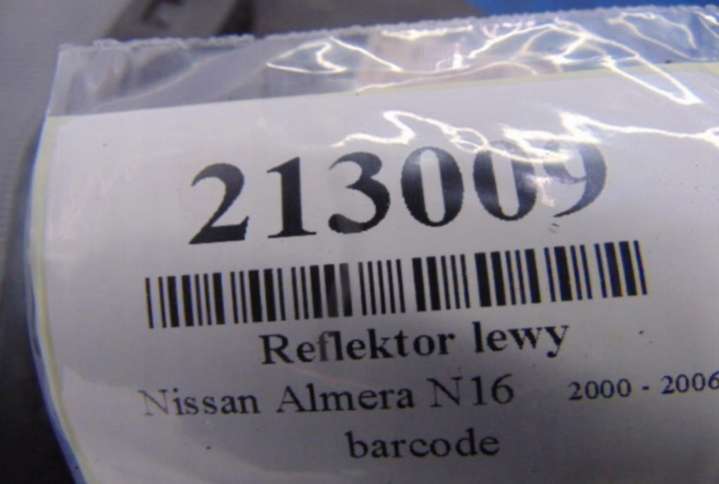 213009
Reflektor lewy
Nissan Almera N16 2000 - 2006
barcode